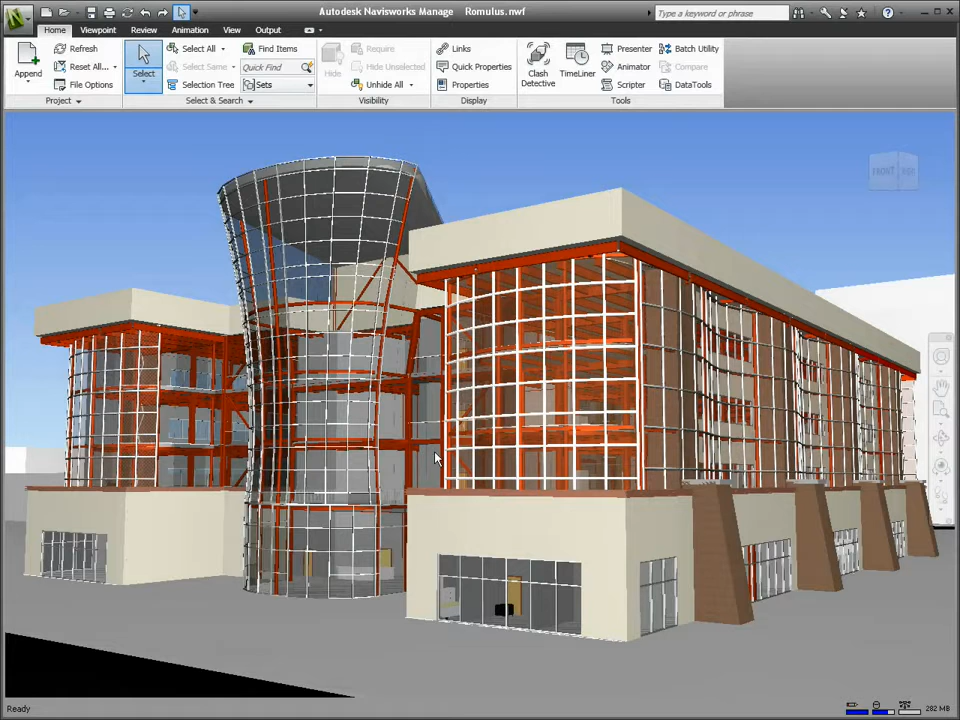 Autodesk Navisworks Manage Romulus.nwf
Type a keyword or phrase
Home Viewpoint Review Animation View Output
Append
Refresh
Reset All...
File Options
Project
Select
Select All
Select Same
Selection Tree
Find Items
Quick Find
Sets
Select & Search
Hide
Require
Hide Unselected
Unhide All
Visibility
Links
Quick Properties
Properties
Display
Clash Detective
TimeLiner
Presenter
Animator
Scripter
Batch Utility
Compare
DataTools
Tools
FRONT
Ready
282 MB